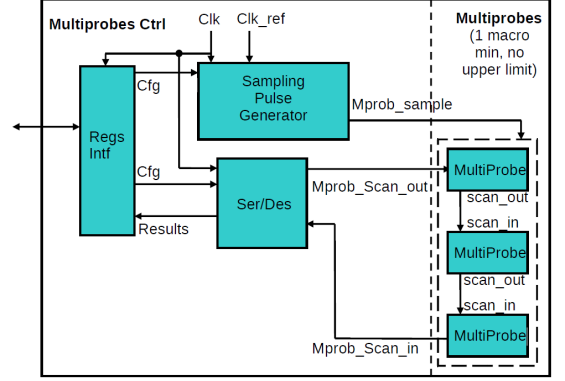 Multiprobes Ctrl
Clk
Clk_ref
Multiprobes
(1 macro
min, no
upper limit)
Cfg
Sampling
Pulse
Generator
Mprob_sample
Regs
Intf
Cfg
Ser/Des
Mprob_Scan_out
MultiProbe
scan_out
scan_in
Results
MultiProbe
scan_out
scan_in
Mprob_Scan_in
MultiProbe